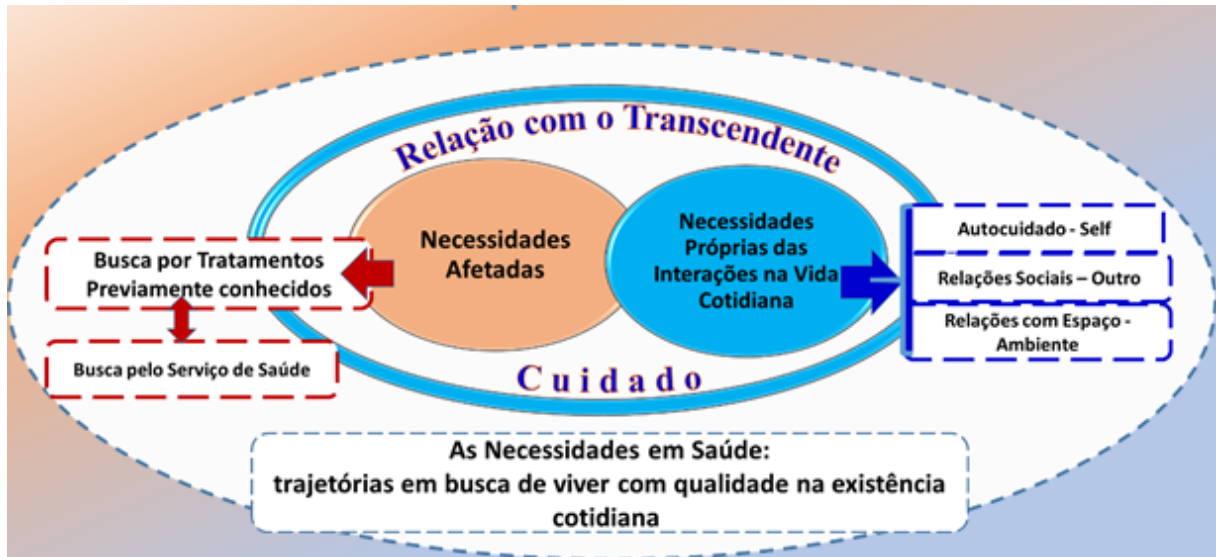 Relação com o Transcendente
Necessidades
Afetadas
Necessidades
Próprias das
Interações na Vida
Cotidiana
Busca por Tratamentos
Previamente conhecidos
Busca pelo Serviço de Saúde
Autocuidado - Self
Relações Sociais – Outro
Relações com Espaço -
Ambiente
Cuidado
As Necessidades em Saúde:
trajetórias em busca de viver com qualidade na existência
cotidiana